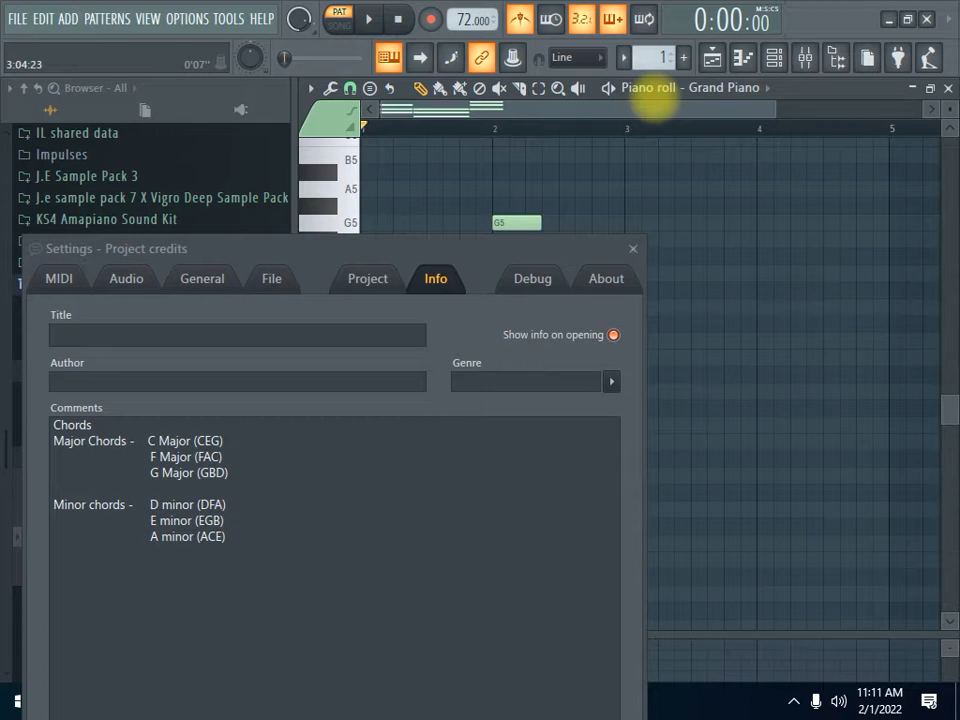 FILE EDIT ADD PATTERNS VIEW OPTIONS TOOLS HELP
PAT
SONG
72.000
3.2.
0:00:00
M:S:CS
3:04:23
0'07"
Line
1
Browser - All
Piano roll - Grand Piano
2
3
4
5
IL shared data
Impulses
J.E Sample Pack 3
J.e sample pack 7 X Vigro Deep Sample Pack
KS4 Amapiano Sound Kit
B5
A5
G5
G5
Settings - Project credits
MIDI
Audio
General
File
Project
Info
Debug
About
Title
Show info on opening
Author
Genre
Comments
Chords
Major Chords - C Major (CEG)
F Major (FAC)
G Major (GBD)
Minor chords - D minor (DFA)
E minor (EGB)
A minor (ACE)
11:11 AM
2/1/2022